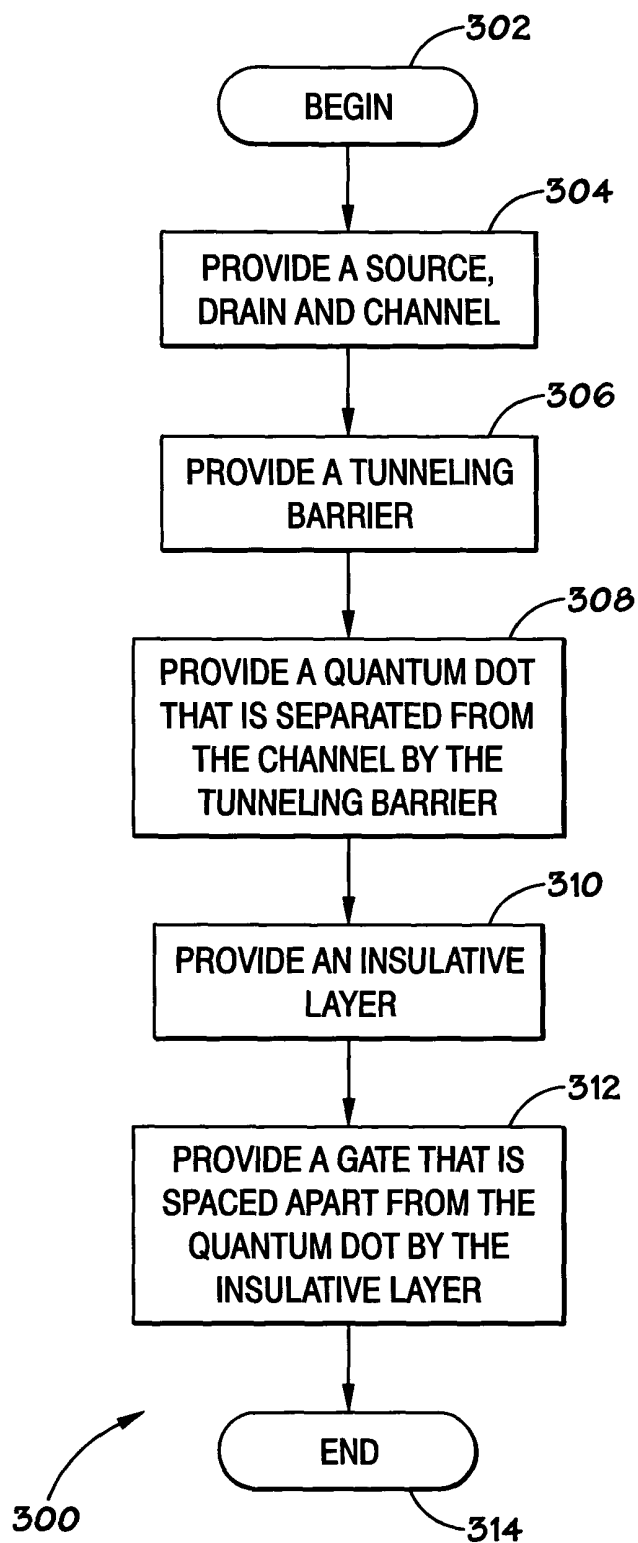 302
BEGIN
304
PROVIDE A SOURCE,
DRAIN AND CHANNEL
306
PROVIDE A TUNNELING
BARRIER
308
PROVIDE A QUANTUM DOT
THAT IS SEPARATED FROM
THE CHANNEL BY THE
TUNNELING BARRIER
310
PROVIDE AN INSULATIVE
LAYER
312
PROVIDE A GATE THAT IS
SPACED APART FROM THE
QUANTUM DOT BY THE
INSULATIVE LAYER
END
300
314